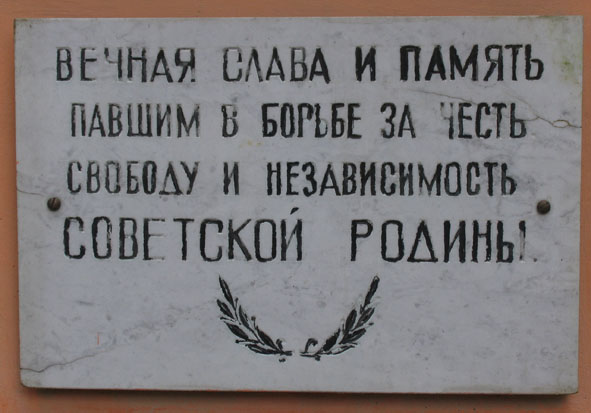 ВЕЧНАЯ СЛАВА И ПАМЯТЬ
ПАВШИМ В БОРЬБЕ ЗА ЧЕСТЬ
СВОБОДУ И НЕЗАВИСИМОСТЬ
СОВЕТСКОЙ РОДИНЫ.